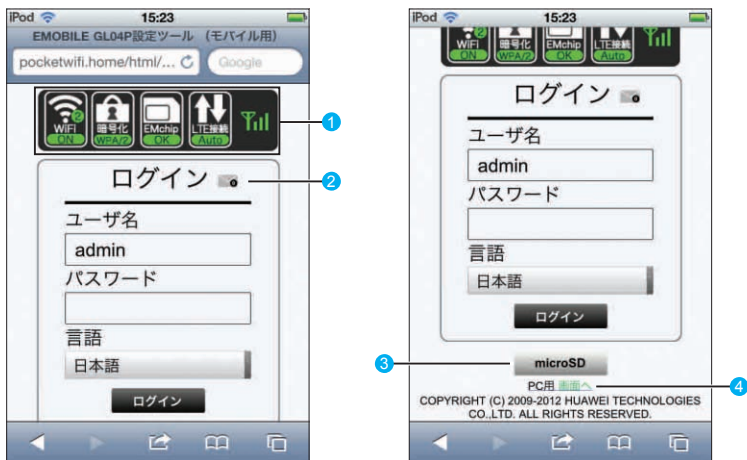 iPod 15:23
EMOBILE GL04P設定ツール （モバイル用）
pocketwifi.home/html/... Google
2
WiFi 暗号化 EMchip LTE接続
ON WPA/2 OK Auto
1
ログイン 0
2
ユーザ名
admin
パスワード
言語
日本語
ログイン
iPod 15:23
2
WiFi 暗号化 EMchip LTE接続
ON WPA/2 OK Auto
ログイン 0
ユーザ名
admin
パスワード
言語
日本語
ログイン
3
microSD
PC用 画面へ
4
COPYRIGHT (C) 2009-2012 HUAWEI TECHNOLOGIES
CO.,LTD. ALL RIGHTS RESERVED.